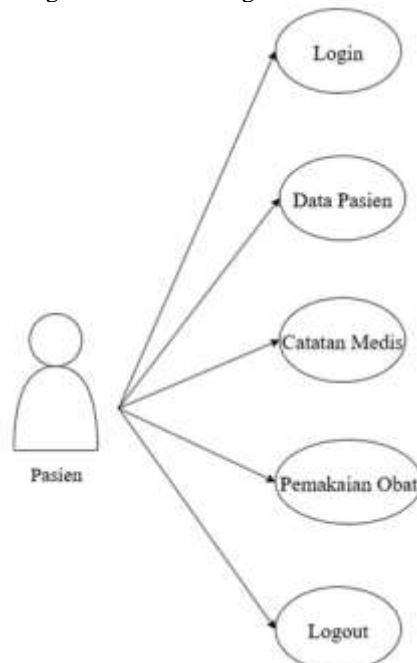 Login
Data Pasien
Catatan Medis
Pasien
Pemakaian Obat
Logout